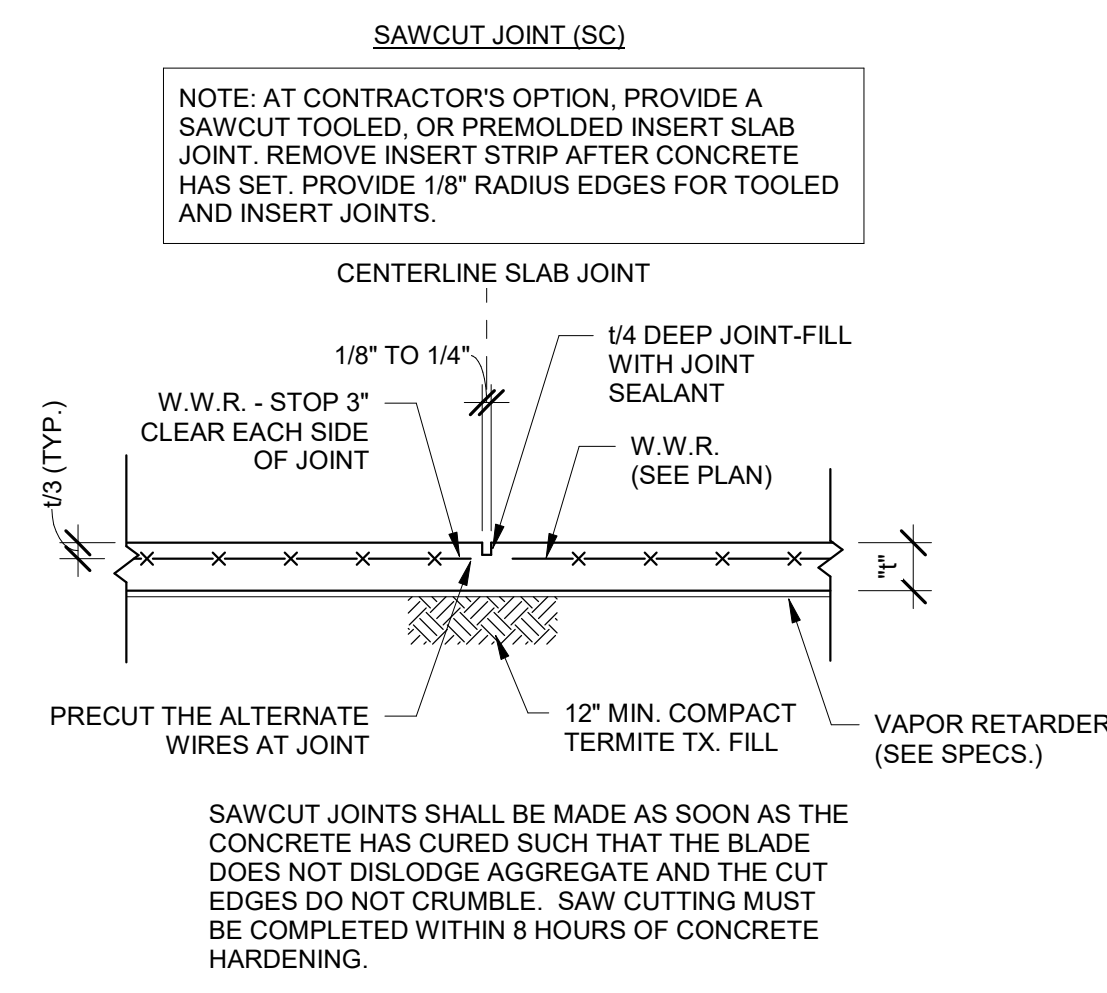 SAWCUT JOINT (SC)
NOTE: AT CONTRACTOR'S OPTION, PROVIDE A
SAWCUT TOOLED, OR PREMOLDED INSERT SLAB
JOINT. REMOVE INSERT STRIP AFTER CONCRETE
HAS SET. PROVIDE 1/8" RADIUS EDGES FOR TOOLED
AND INSERT JOINTS.
CENTERLINE SLAB JOINT
1/8" TO 1/4"
t/4 DEEP JOINT-FILL
WITH JOINT
SEALANT
W.W.R. - STOP 3"
CLEAR EACH SIDE
OF JOINT
W.W.R.
(SEE PLAN)
t/3 (TYP.)
"t"
PRECUT THE ALTERNATE
WIRES AT JOINT
12" MIN. COMPACT
TERMITE TX. FILL
VAPOR RETARDER
(SEE SPECS.)
SAWCUT JOINTS SHALL BE MADE AS SOON AS THE
CONCRETE HAS CURED SUCH THAT THE BLADE
DOES NOT DISLODGE AGGREGATE AND THE CUT
EDGES DO NOT CRUMBLE. SAW CUTTING MUST
BE COMPLETED WITHIN 8 HOURS OF CONCRETE
HARDENING.